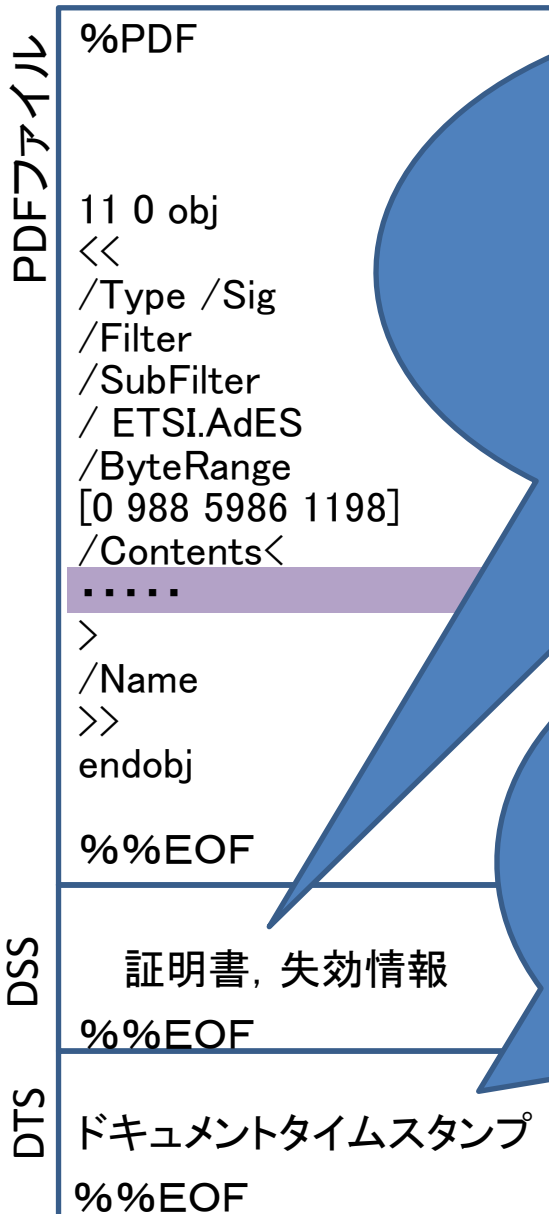 PDFファイル
%PDF
11 0 obj
<<
/Type /Sig
/Filter
/SubFilter
/ ETSI.AdES
/ByteRange
[0 988 5986 1198]
/Contents<
・・・・・
>
/Name
>>
endobj
%%EOF
DSS
証明書, 失効情報
%%EOF
DTS
ドキュメントタイムスタンプ
%%EOF